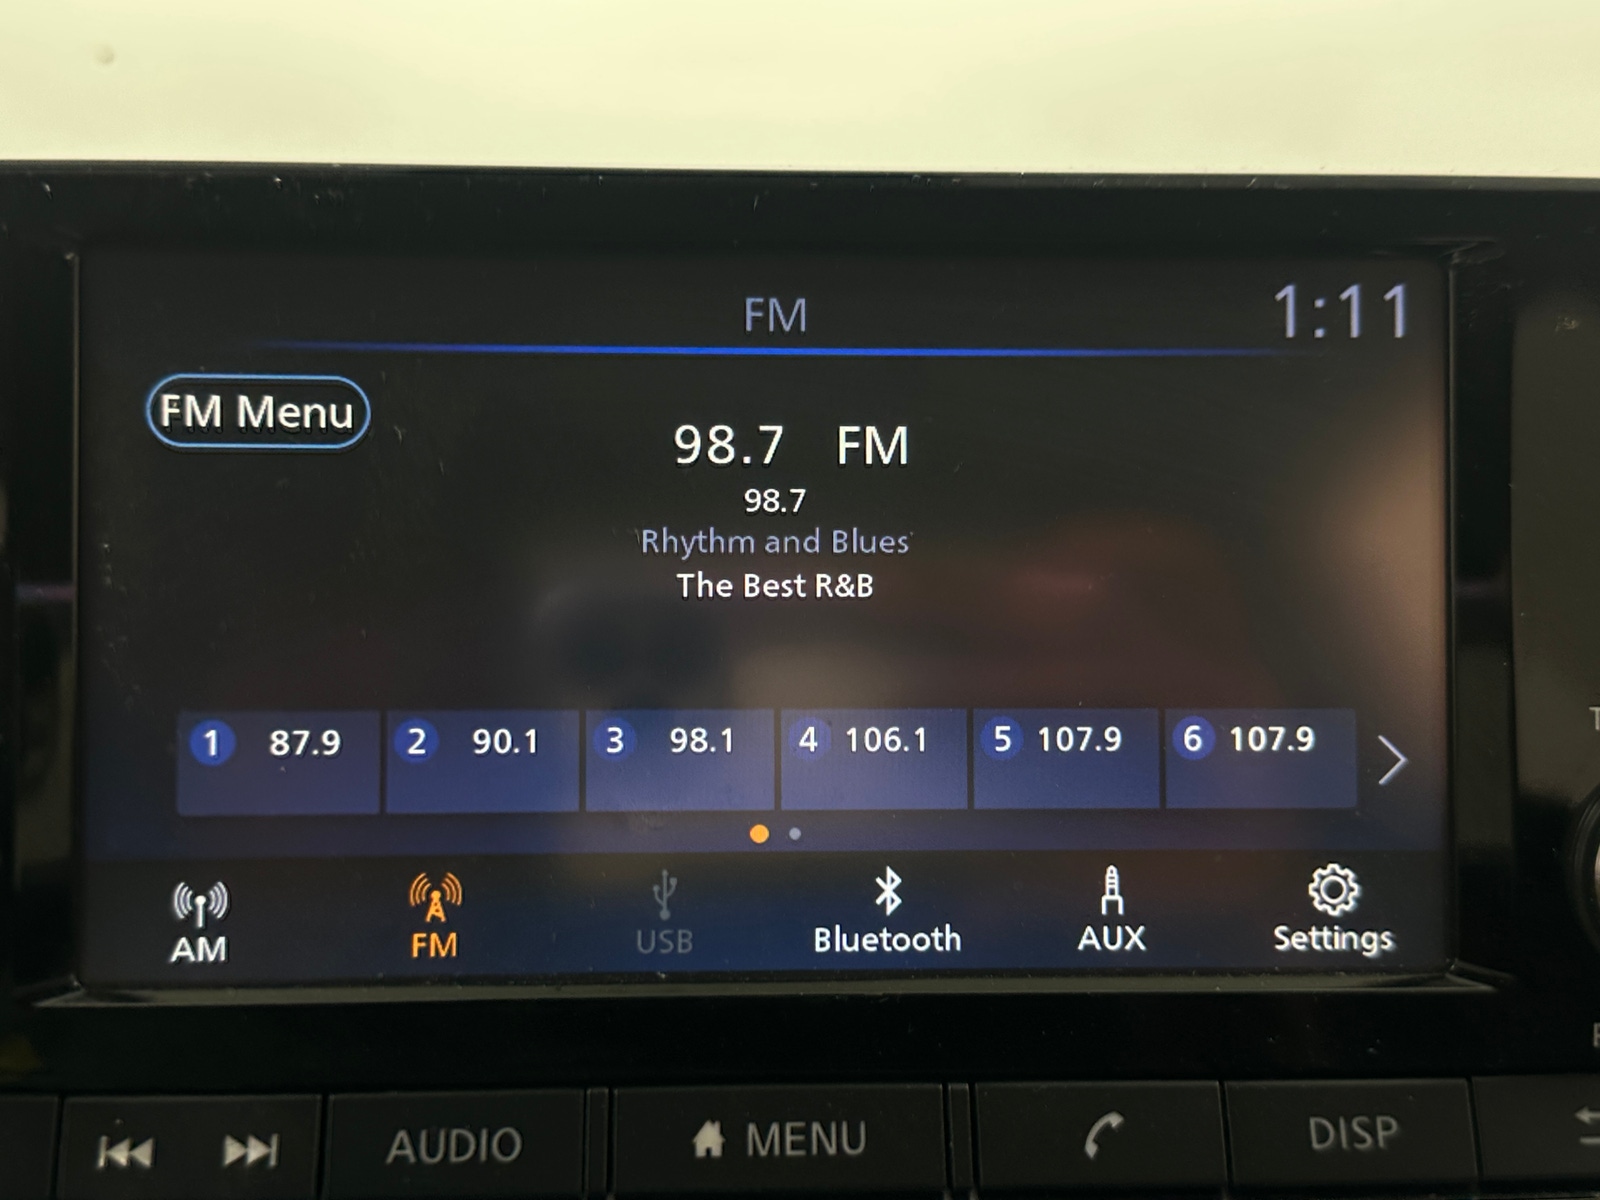 FM
1:11
FM Menu
98.7 FM
98.7
Rhythm and Blues
The Best R&B
1 87.9
2 90.1
3 98.1
4 106.1
5 107.9
6 107.9
AM
FM
USB
Bluetooth
AUX
Settings
AUDIO
MENU
DISP